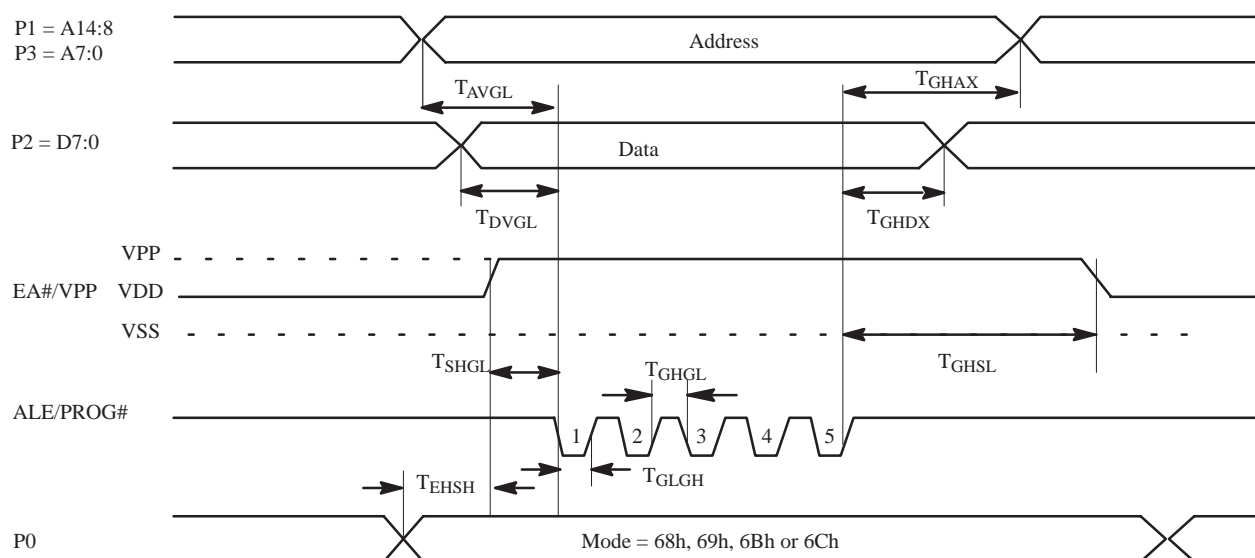 P1 = A14:8
P3 = A7:0
Address
TAVGL
TGHAX
P2 = D7:0
Data
TDVGL
TGHDX
VPP
EA#/VPP VDD
VSS
TSHGL
TGHGL
TGHSL
ALE/PROG#
1 2 3 4 5
TEHSH
TGLGH
P0
Mode = 68h, 69h, 6Bh or 6Ch